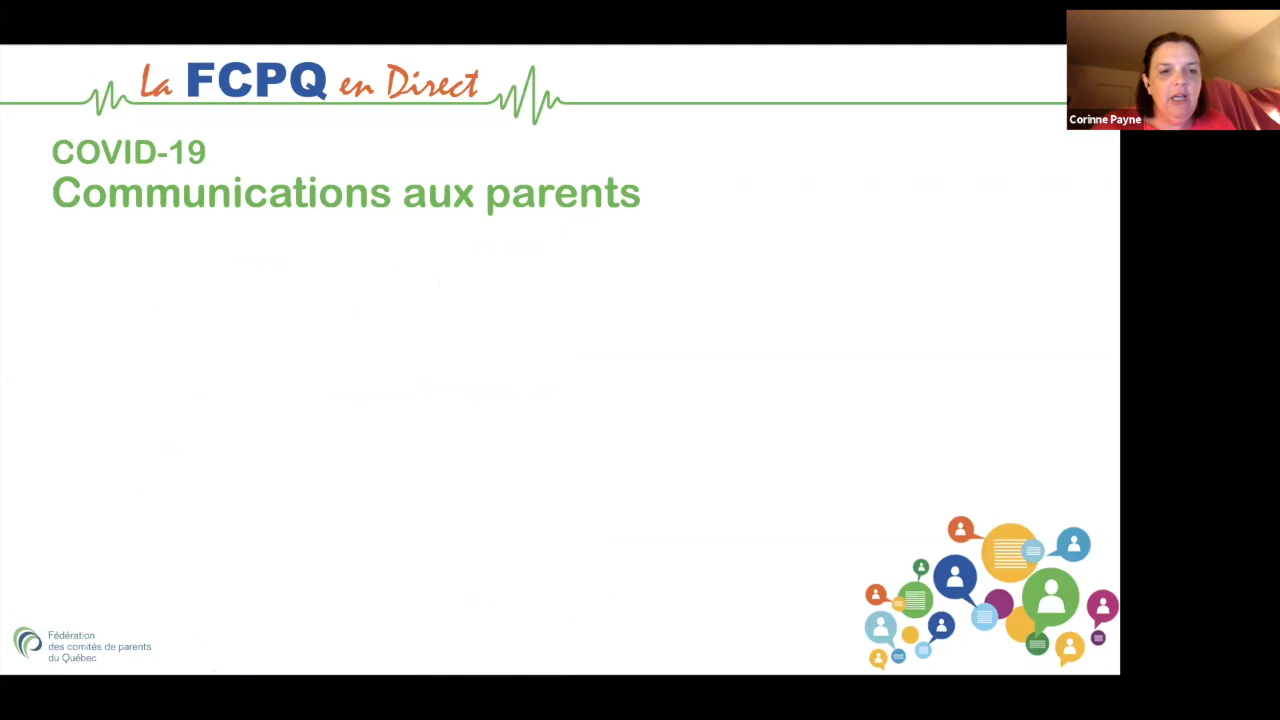 La FCPQ en Direct
Corinne Payne
COVID-19
Communications aux parents
Fédération
des comités de parents
du Québec